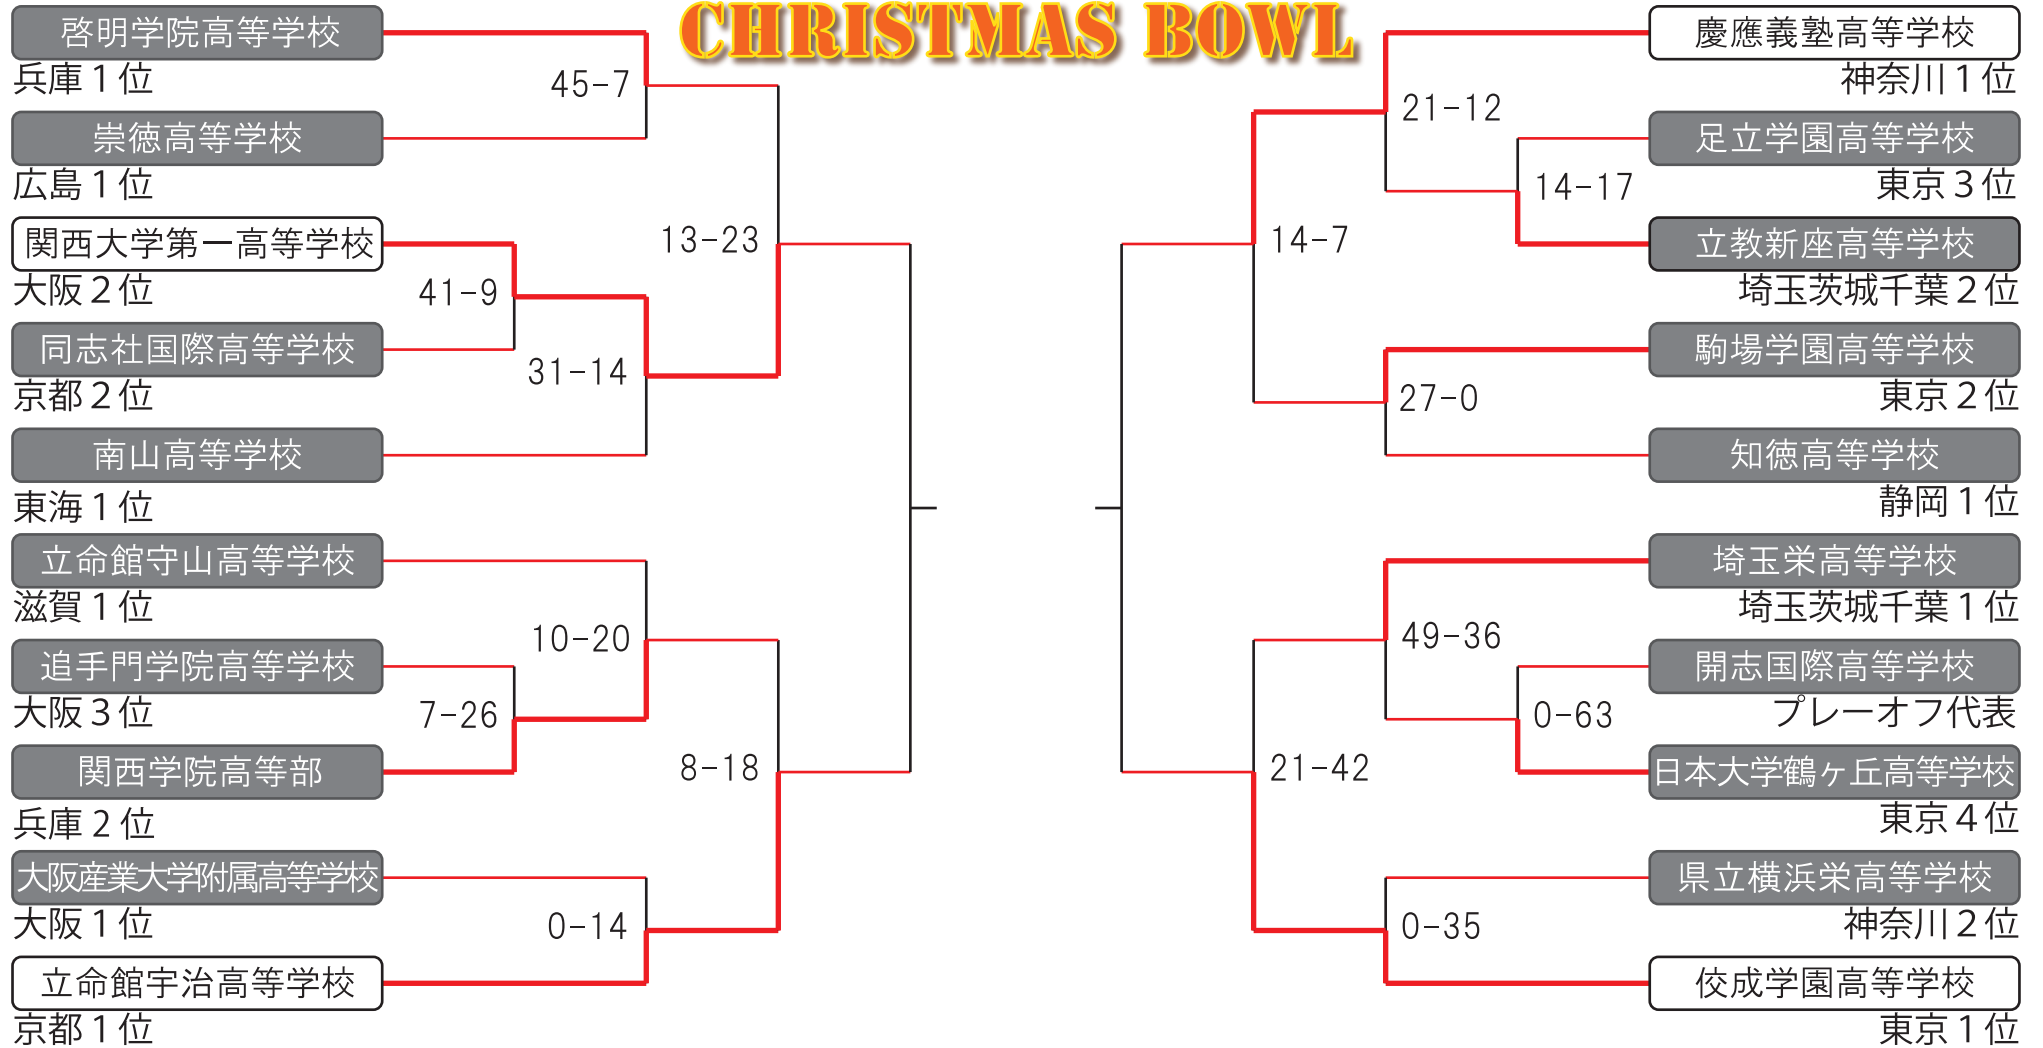 CHRISTMAS BOWL
啓明学院高等学校
兵庫1位
45-7
崇徳高等学校
広島1位
13-23
関西大学第一高等学校
大阪2位
41-9
同志社国際高等学校
京都2位
31-14
南山高等学校
東海1位
立命館守山高等学校
滋賀1位
10-20
追手門学院高等学校
大阪3位
7-26
関西学院高等部
兵庫2位
8-18
大阪産業大学附属高等学校
大阪1位
0-14
立命館宇治高等学校
京都1位
慶應義塾高等学校
神奈川1位
21-12
足立学園高等学校
東京3位
14-17
立教新座高等学校
埼玉茨城千葉2位
14-7
駒場学園高等学校
東京2位
27-0
知徳高等学校
静岡1位
埼玉栄高等学校
埼玉茨城千葉1位
49-36
開志国際高等学校
プレーオフ代表
0-63
日本大学鶴ヶ丘高等学校
東京4位
21-42
県立横浜栄高等学校
神奈川2位
0-35
佼成学園高等学校
東京1位